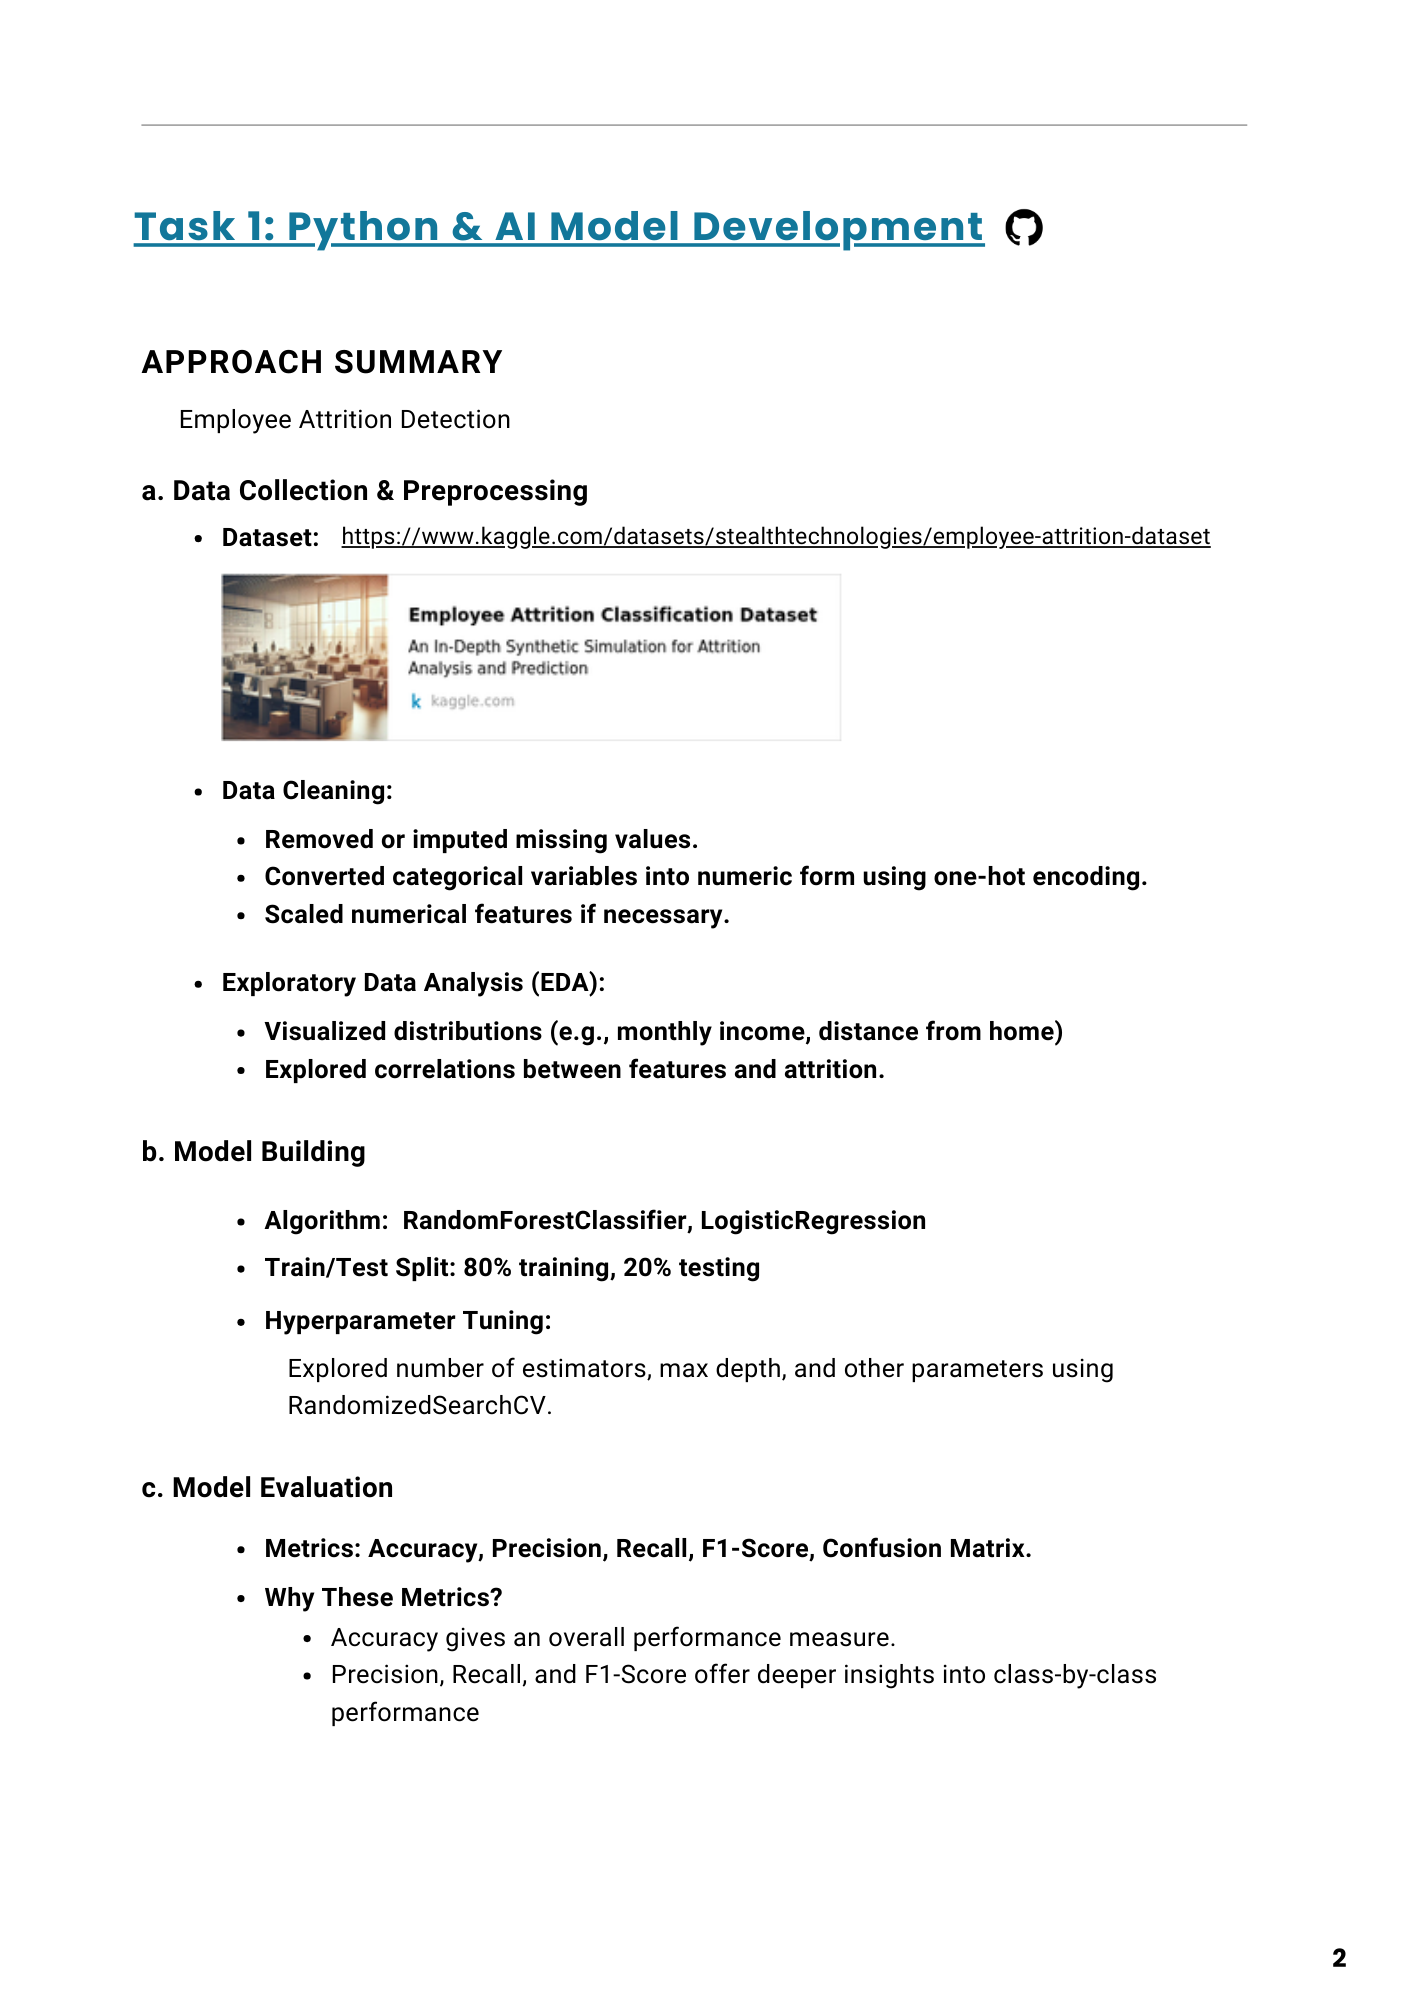 Task 1: Python & AI Model Development
APPROACH SUMMARY
Employee Attrition Detection
a. Data Collection & Preprocessing
• Dataset: https://www.kaggle.com/datasets/stealthtechnologies/employee-attrition-dataset
Employee Attrition Classification Dataset
An In-Depth Synthetic Simulation for Attrition
Analysis and Prediction
k kaggle.com
• Data Cleaning:
• Removed or imputed missing values.
• Converted categorical variables into numeric form using one-hot encoding.
• Scaled numerical features if necessary.
• Exploratory Data Analysis (EDA):
• Visualized distributions (e.g., monthly income, distance from home)
• Explored correlations between features and attrition.
b. Model Building
• Algorithm: RandomForestClassifier, LogisticRegression
• Train/Test Split: 80% training, 20% testing
• Hyperparameter Tuning:
Explored number of estimators, max depth, and other parameters using
RandomizedSearchCV.
c. Model Evaluation
• Metrics: Accuracy, Precision, Recall, F1-Score, Confusion Matrix.
• Why These Metrics?
• Accuracy gives an overall performance measure.
• Precision, Recall, and F1-Score offer deeper insights into class-by-class
performance
2